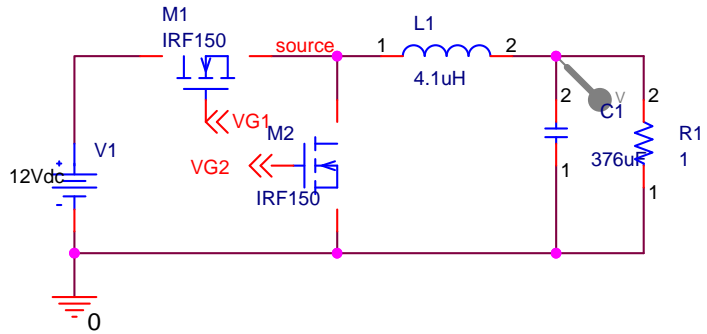 M1
IRF150
source
L1
1
2
4.1uH
VG1
M2
VG2
IRF150
V1
12Vdc
+
-
V
C1
2
1
376uF
2
R1
1
1
0